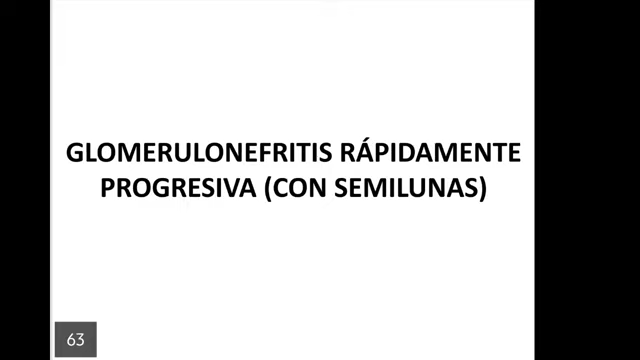 GLOMERULONEFRITIS RÁPIDAMENTE
PROGRESIVA (CON SEMILUNAS)
63